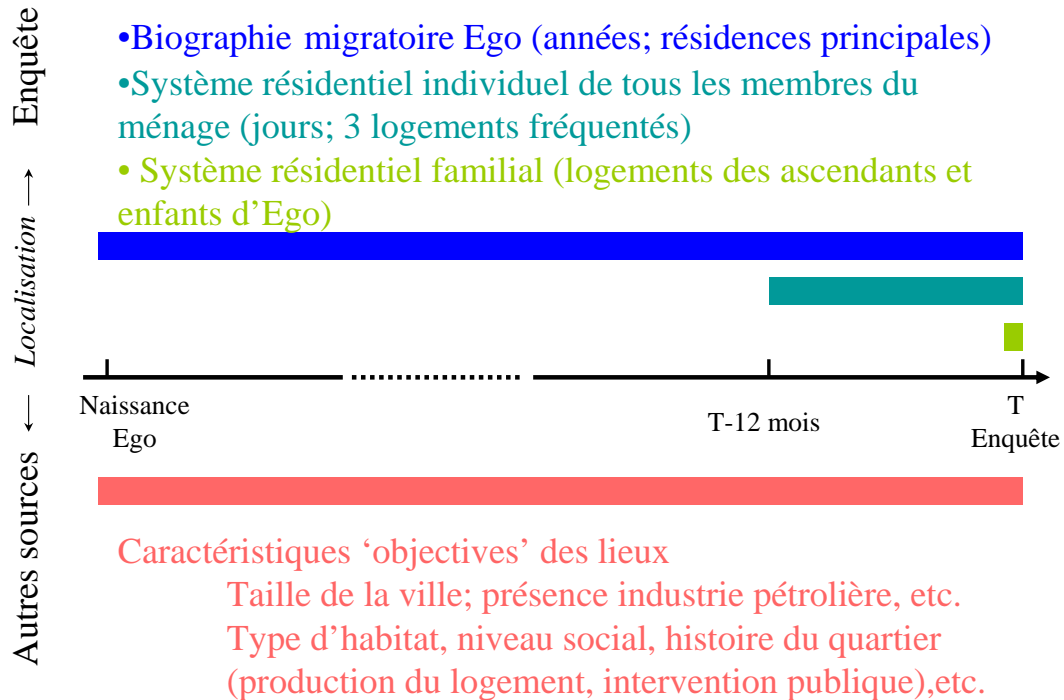 Enquête
•Biographie migratoire Ego (années; résidences principales)
•Système résidentiel individuel de tous les membres du
ménage (jours; 3 logements fréquentés)
• Système résidentiel familial (logements des ascendants et
enfants d’Ego)
← Localisation →
Naissance
Ego
T-12 mois
T
Enquête
Autres sources
Caractéristiques ‘objectives’ des lieux
Taille de la ville; présence industrie pétrolière, etc.
Type d’habitat, niveau social, histoire du quartier
(production du logement, intervention publique),etc.